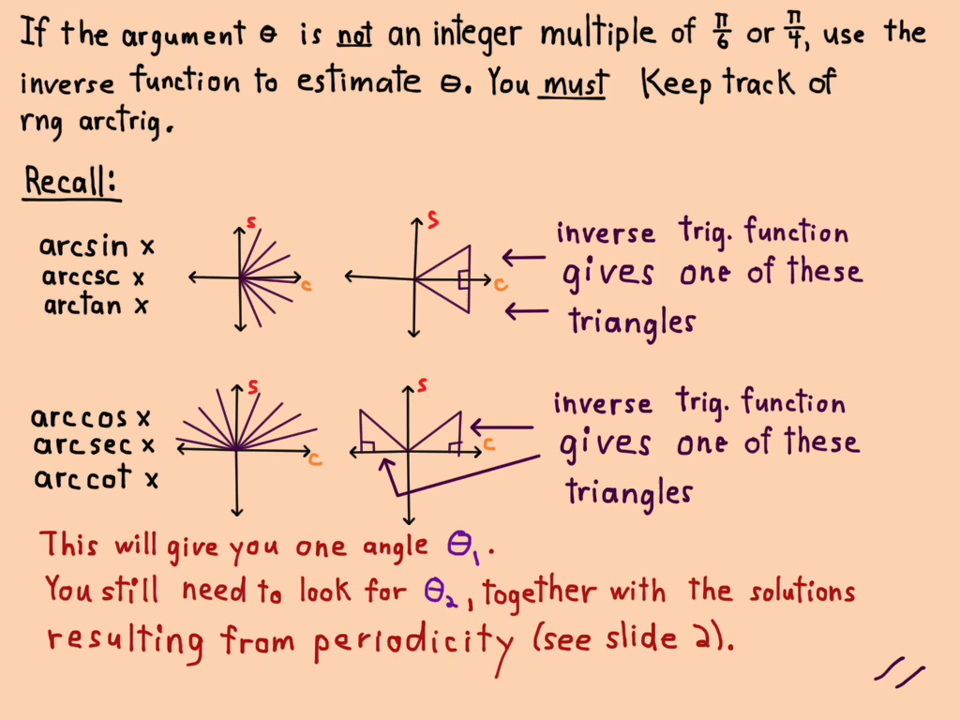 If the argument θ is not an integer multiple of π/6 or π/4, use the
inverse function to estimate θ. You must Keep track of
rng arctrig.
Recall:
arcsin x
arccsc x
arctan x
s
c
s
c
inverse trig. function
gives one of these
triangles
arccos x
arcsec x
arccot x
s
c
s
c
inverse trig. function
gives one of these
triangles
This will give you one angle θ₁.
You still need to look for θ₂, together with the solutions
resulting from periodicity (see slide 2).